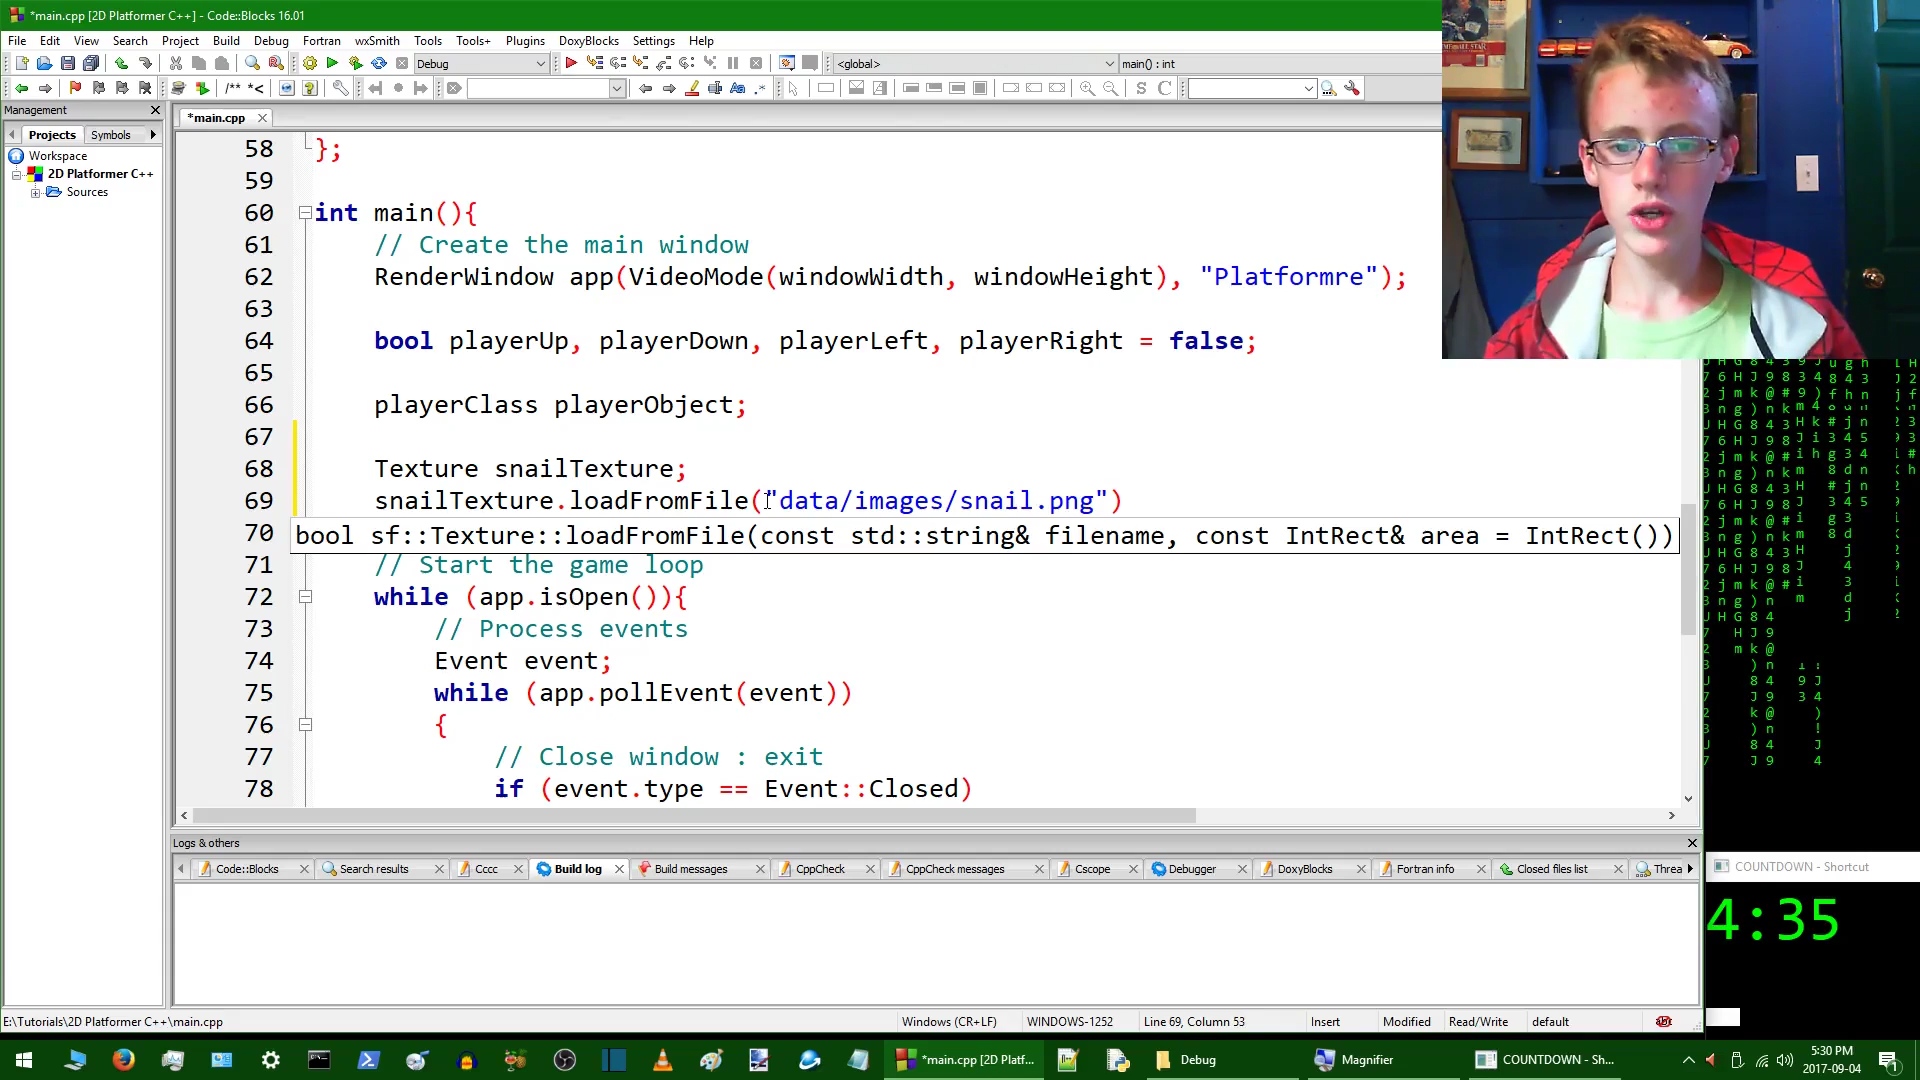 *main.cpp [2D Platformer C++] - Code::Blocks 16.01
File Edit View Search Project Build Debug Fortran wxSmith Tools Tools+ Plugins DoxyBlocks Settings Help
Debug <global> main() : int
/** *<
Management
Projects Symbols
*main.cpp
Workspace
2D Platformer C++
Sources
58 };
59
60 int main(){
61 // Create the main window
62 RenderWindow app(VideoMode(windowWidth, windowHeight), "Platformre");
63
64 bool playerUp, playerDown, playerLeft, playerRight = false;
65
66 playerClass playerObject;
67
68 Texture snailTexture;
69 snailTexture.loadFromFile("data/images/snail.png")
70 bool sf::Texture::loadFromFile(const std::string& filename, const IntRect& area = IntRect())
71 // Start the game loop
72 while (app.isOpen()){
73 // Process events
74 Event event;
75 while (app.pollEvent(event))
76 {
77 // Close window : exit
78 if (event.type == Event::Closed)
Logs & others
Code::Blocks Search results Cccc Build log Build messages CppCheck CppCheck messages Cscope Debugger DoxyBlocks Fortran info Closed files list Threa
COUNTDOWN - Shortcut
4:35
E:\Tutorials\2D Platformer C++\main.cpp Windows (CR+LF) WINDOWS-1252 Line 69, Column 53 Insert Modified Read/Write default
*main.cpp [2D Platf... Debug Magnifier COUNTDOWN - Sh...
5:30 PM
2017-09-04